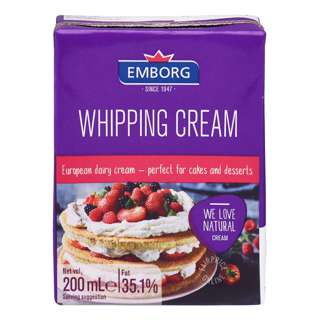 EMBORG
· SINCE 1947 ·
WHIPPING CREAM
European dairy cream – perfect for cakes and desserts
WE LOVE
NATURAL
CREAM
Net vol. Fat
200 mL℮ 35.1%
Serving suggestion